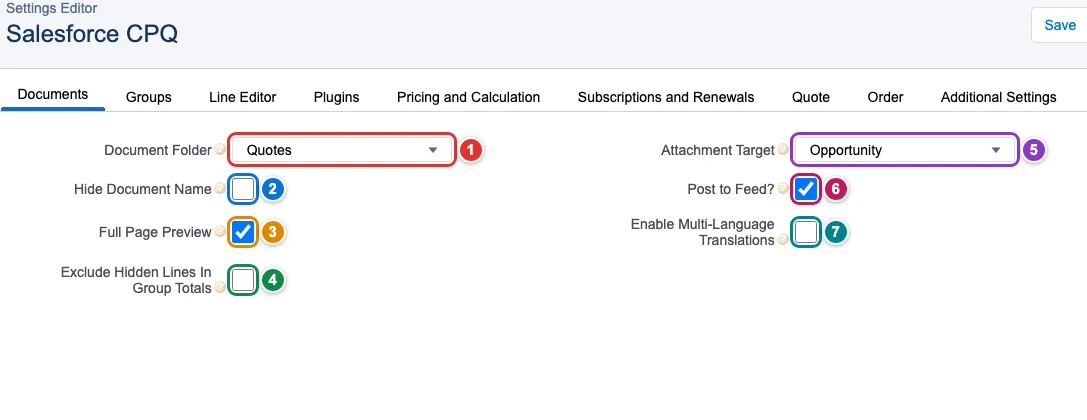 Settings Editor
Salesforce CPQ
Save
Documents Groups Line Editor Plugins Pricing and Calculation Subscriptions and Renewals Quote Order Additional Settings
Document Folder ? Quotes 1
Attachment Target ? Opportunity 5
Hide Document Name ? 2
Post to Feed? ? 6
Full Page Preview ? 3
Enable Multi-Language
Translations ? 7
Exclude Hidden Lines In
Group Totals ? 4